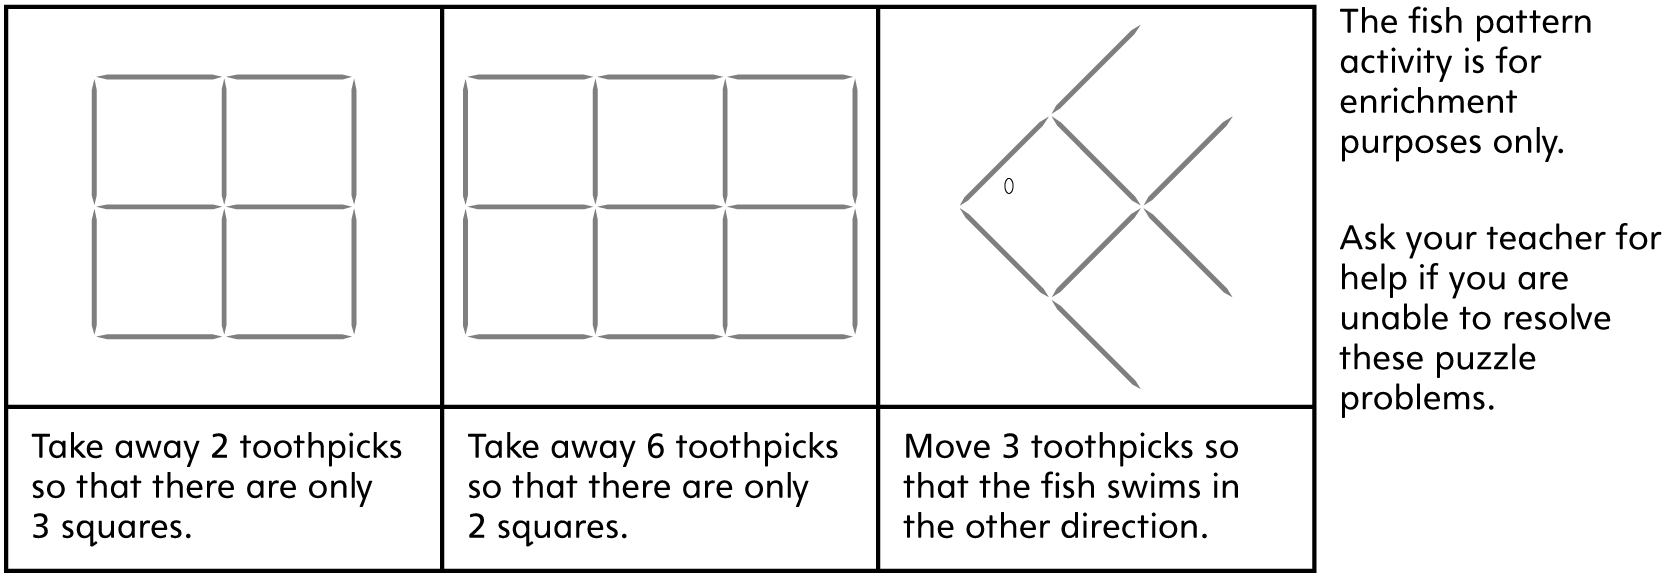 The fish pattern
activity is for
enrichment
purposes only.
Ask your teacher for
help if you are
unable to resolve
these puzzle
problems.
Take away 2 toothpicks
so that there are only
3 squares.
Take away 6 toothpicks
so that there are only
2 squares.
Move 3 toothpicks so
that the fish swims in
the other direction.